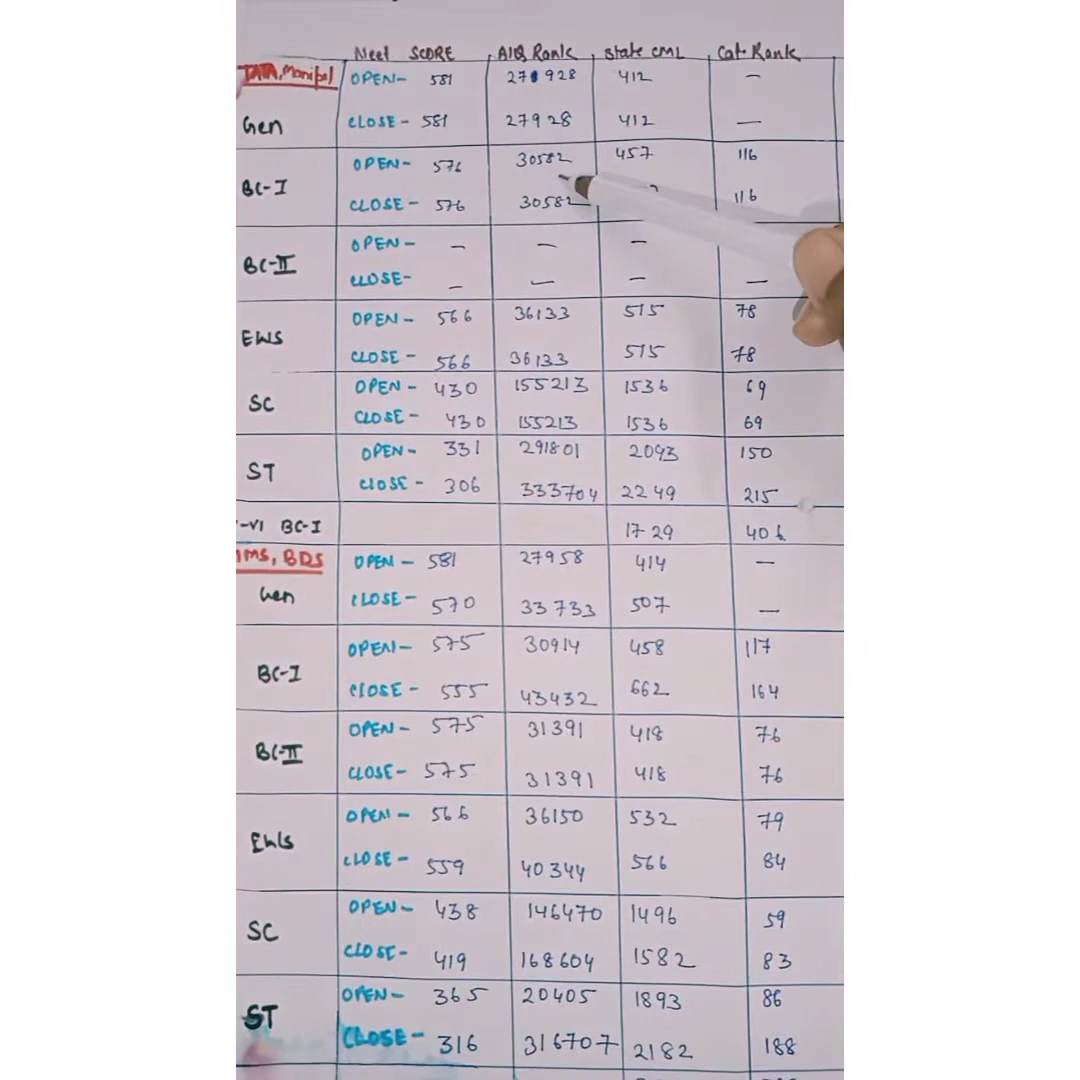 Neet SCORE AIQ Rank State CML Cat Rank
TATA, Manipal OPEN- 581 27928 412 –
Gen CLOSE- 581 27928 412 —
BC-I OPEN- 576 30582 457 116
CLOSE- 576 30582 116
BC-II OPEN- – – – –
CLOSE- – – – –
EWS OPEN- 566 36133 515 78
CLOSE- 566 36133 515 78
SC OPEN- 430 155213 1536 69
CLOSE- 430 155213 1536 69
ST OPEN- 331 291801 2093 150
CLOSE- 306 333704 2249 215
-VI BC-I 1729 406
IMS, BDS OPEN- 581 27958 414 —
Gen CLOSE- 570 33733 507 —
BC-I OPEN- 575 30914 458 117
CLOSE- 555 43432 662 164
BC-II OPEN- 575 31391 418 76
CLOSE- 575 31391 418 76
EWS OPEN- 566 36150 532 79
CLOSE- 559 40344 566 84
SC OPEN- 438 146470 1496 59
CLOSE- 419 168604 1582 83
ST OPEN- 365 20405 1893 86
CLOSE- 316 316707 2182 188